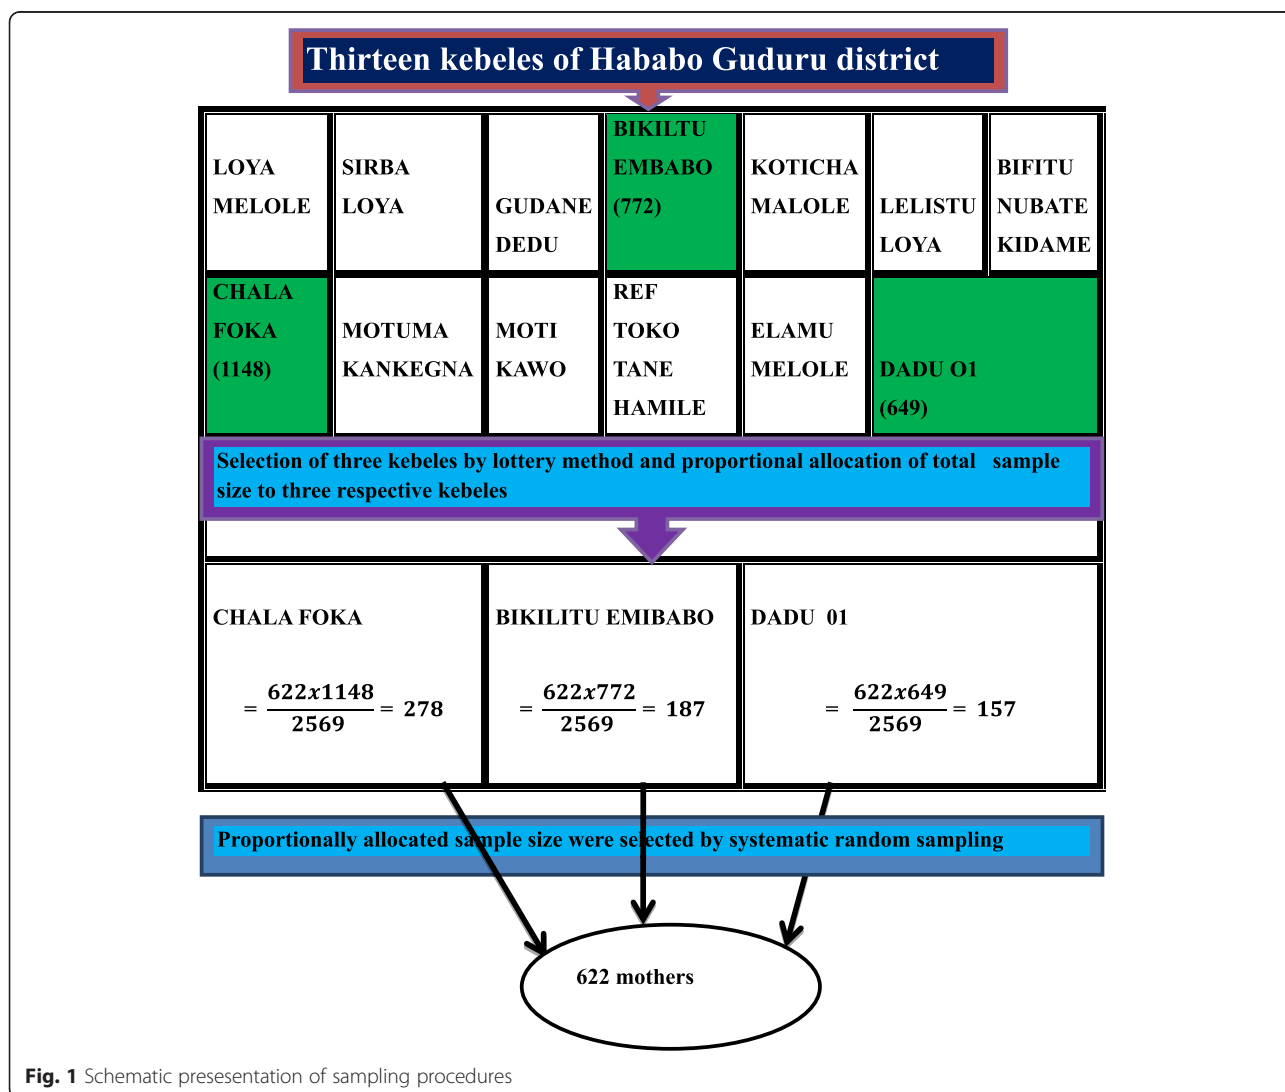 Thirteen kebeles of Hababo Guduru district
LOYA
MELOLE
SIRBA
LOYA
GUDANE
DEDU
BIKILTU
EMBABO
(772)
KOTICHA
MALOLE
LELISTU
LOYA
BIFITU
NUBATE
KIDAME
CHALA
FOKA
(1148)
MOTUMA
KANKEGNA
MOTI
KAWO
REF
TOKO
TANE
HAMILE
ELAMU
MELOLE
DADU O1
(649)
Selection of three kebeles by lottery method and proportional allocation of total sample
size to three respective kebeles
CHALA FOKA
= 622x1148/2569 = 278
BIKILITU EMIBABO
= 622x772/2569 = 187
DADU 01
= 622x649/2569 = 157
Proportionally allocated sample size were selected by systematic random sampling
622 mothers
Fig. 1 Schematic presesentation of sampling procedures